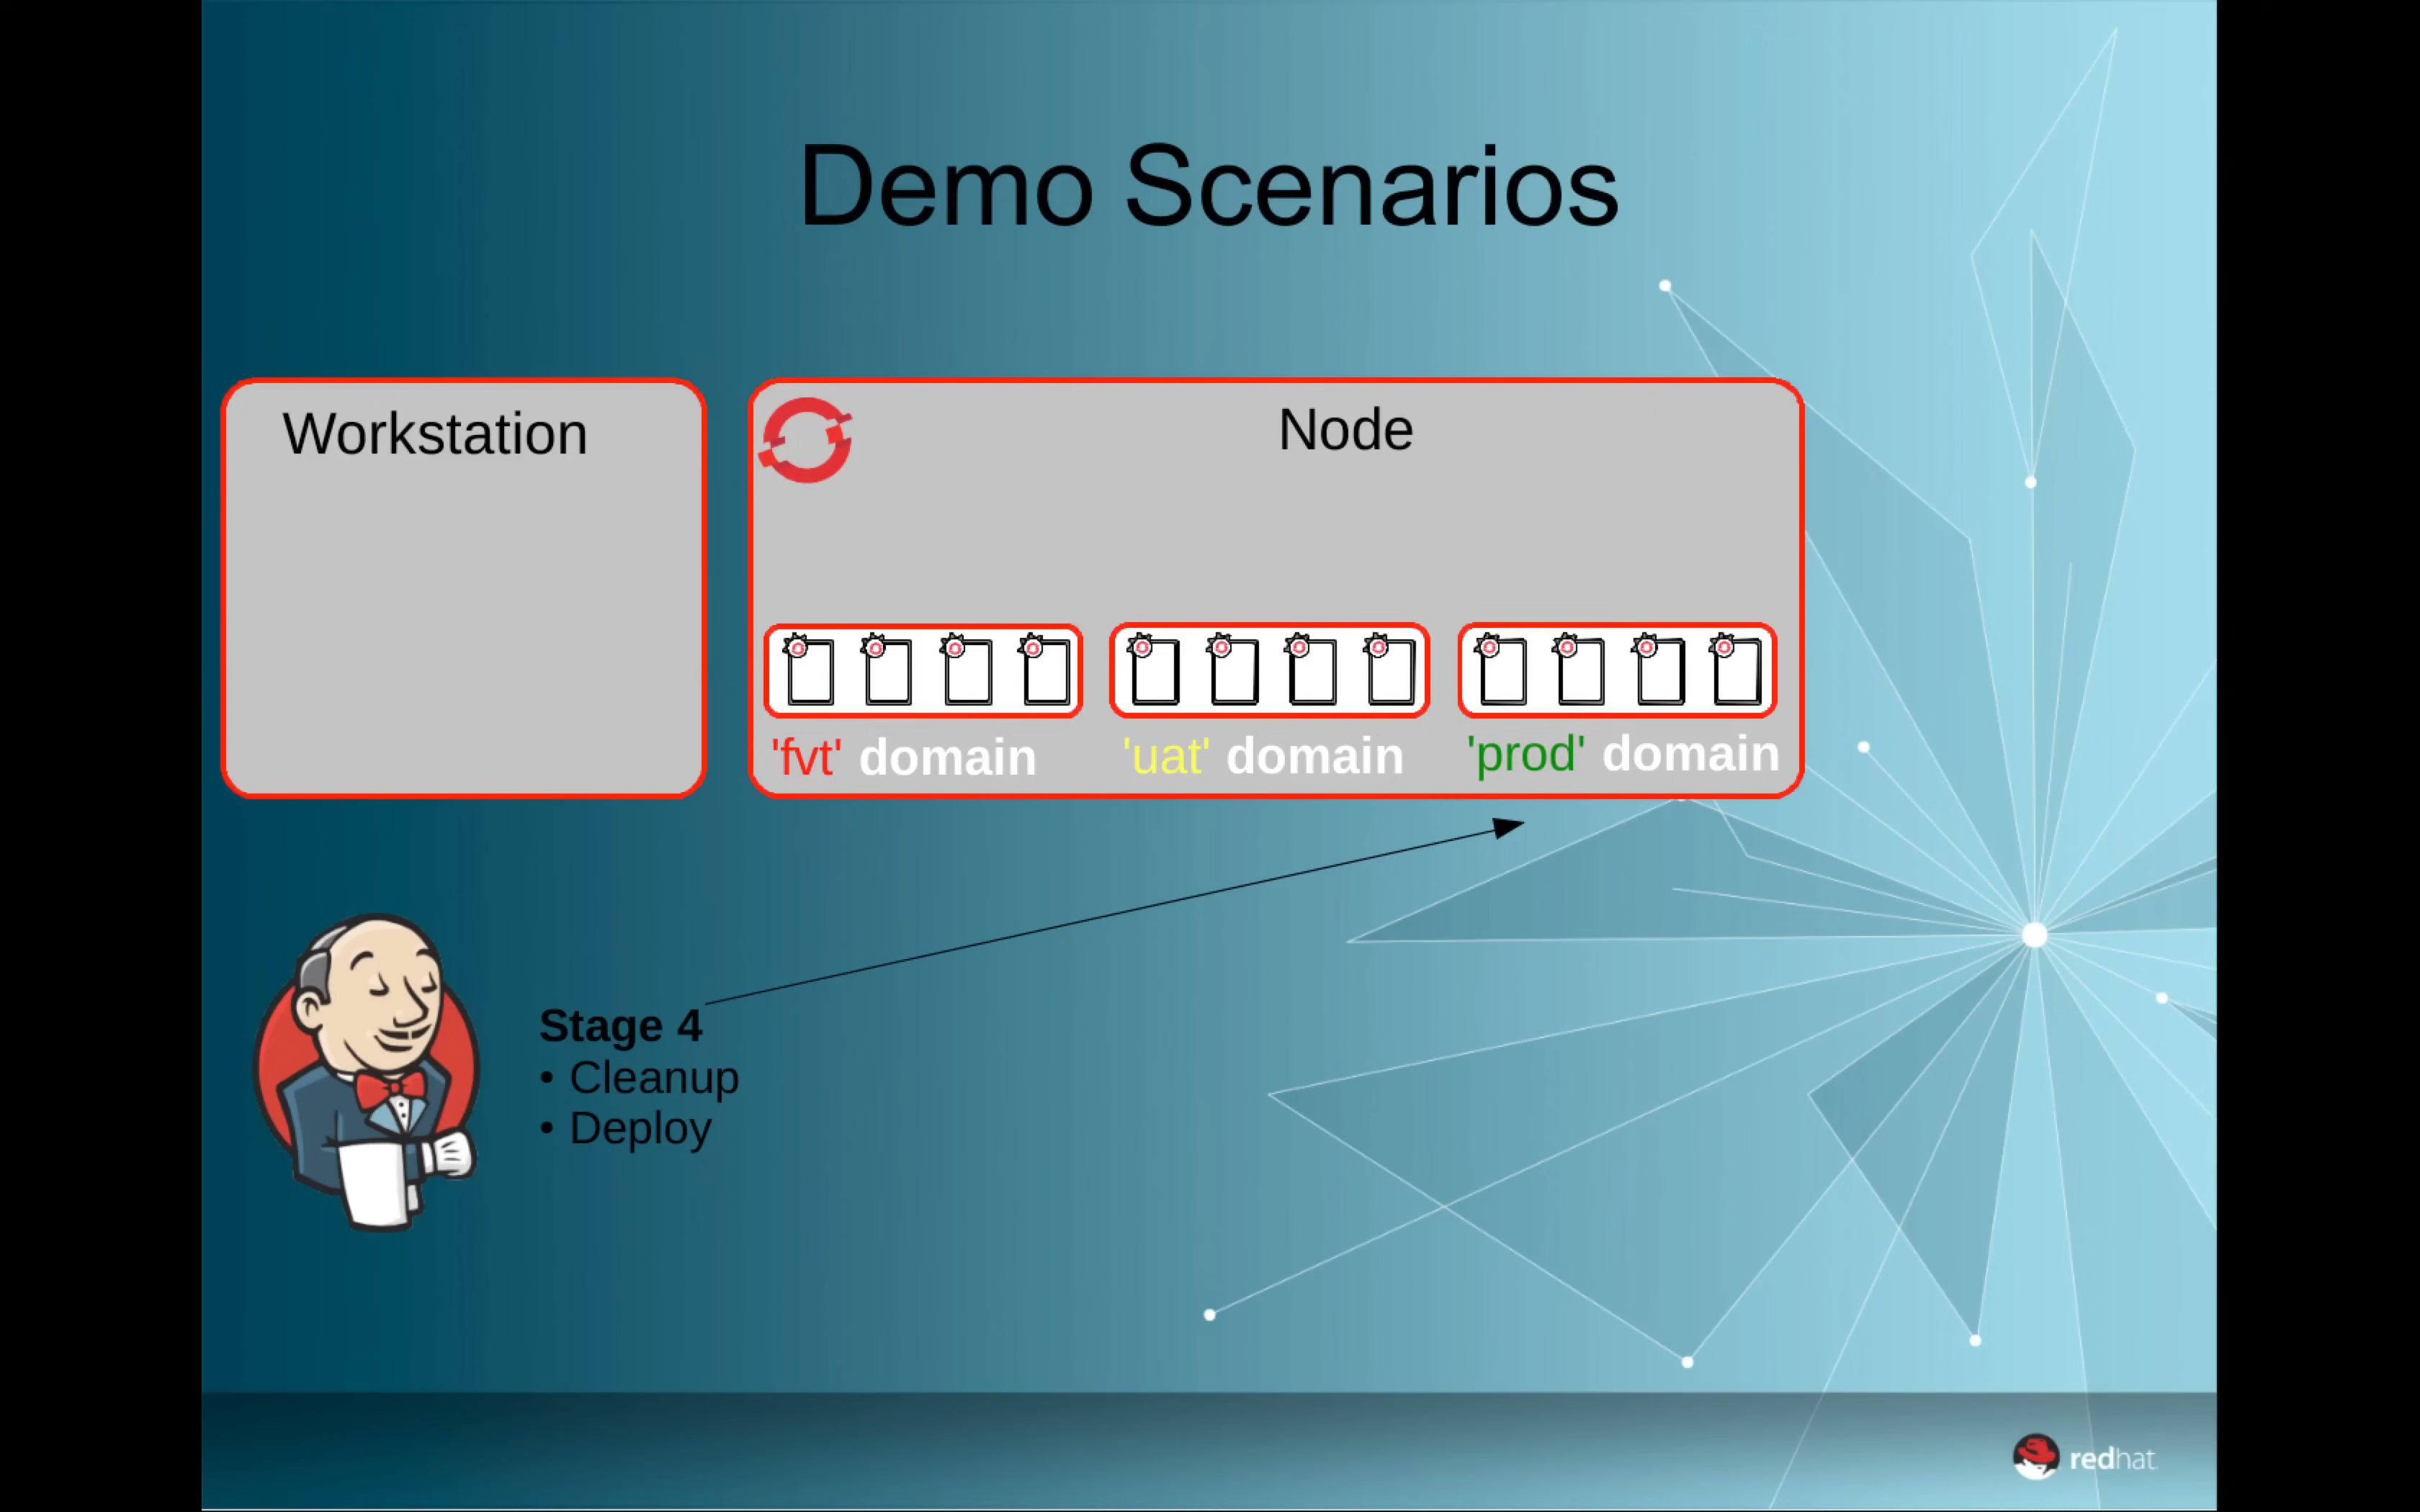 Demo Scenarios
Workstation
Node
'fvt' domain
'uat' domain
'prod' domain
Stage 4
• Cleanup
• Deploy
redhat